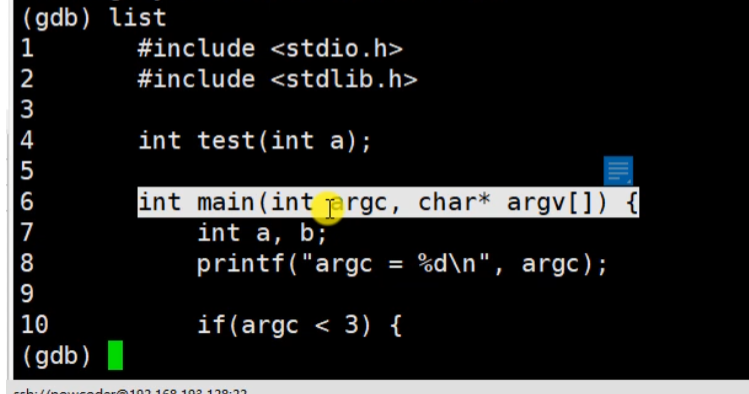 (gdb) list
1 #include <stdio.h>
2 #include <stdlib.h>
3
4 int test(int a);
5
6 int main(int argc, char* argv[]) {
7 int a, b;
8 printf("argc = %d\n", argc);
9
10 if(argc < 3) {
(gdb)
ssh://nowcoder@192.168.193.128:22